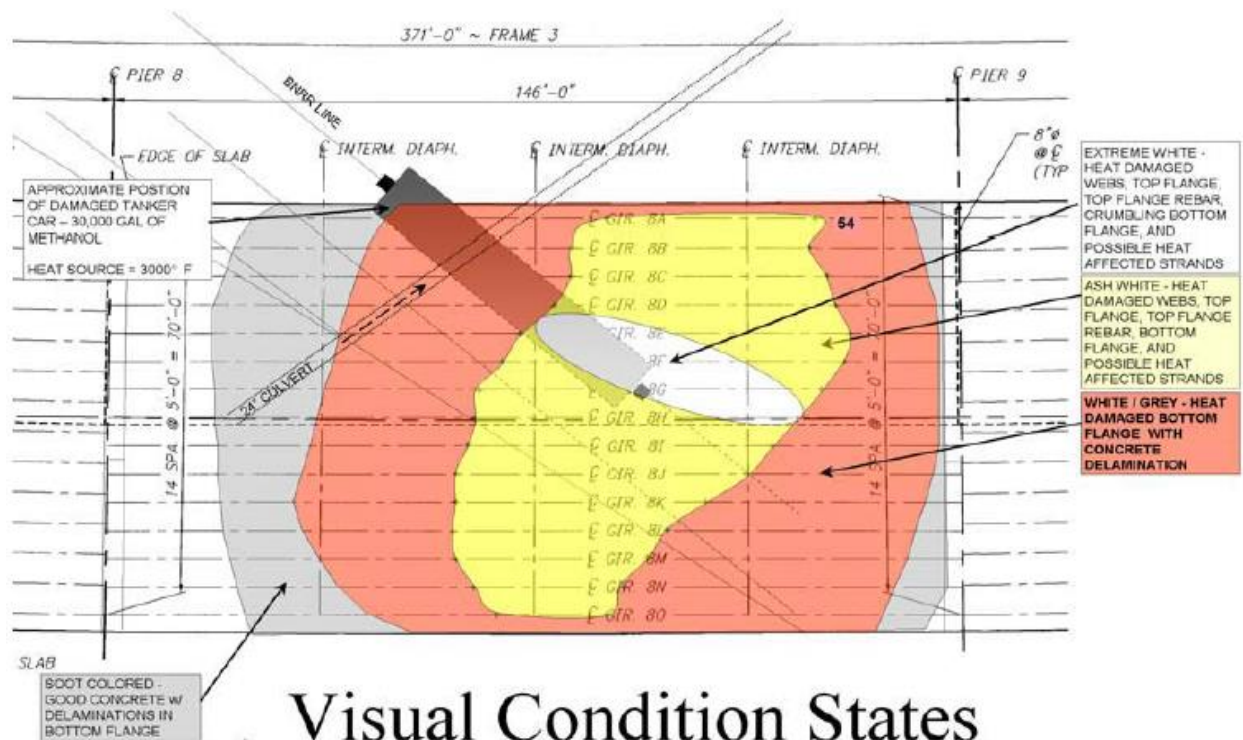 371'-0" ~ FRAME 3
℄ PIER 8
℄ PIER 9
146'-0"
BNRR LINE
8"ø
@ ℄
(TYP
EDGE OF SLAB
℄ INTERM. DIAPH.
℄ INTERM. DIAPH.
℄ INTERM. DIAPH.
APPROXIMATE POSTION
OF DAMAGED TANKER
CAR – 30,000 GAL OF
METHANOL
HEAT SOURCE = 3000° F
EXTREME WHITE -
HEAT DAMAGED
WEBS, TOP FLANGE,
TOP FLANGE REBAR,
CRUMBLING BOTTOM
FLANGE, AND
POSSIBLE HEAT
AFFECTED STRANDS
ASH WHITE - HEAT
DAMAGED WEBS, TOP
FLANGE, TOP FLANGE
REBAR, BOTTOM
FLANGE, AND
POSSIBLE HEAT
AFFECTED STRANDS
WHITE / GREY - HEAT
DAMAGED BOTTOM
FLANGE WITH
CONCRETE
DELAMINATION
54
℄ GIR. 8A
℄ GIR. 8B
℄ GIR. 8C
℄ GIR. 8D
℄ GIR. 8E
8F
8G
℄ GIR. 8H
℄ GIR. 8I
℄ GIR. 8J
℄ GIR. 8K
℄ GIR. 8L
℄ GIR. 8M
℄ GIR. 8N
℄ GIR. 8O
24" CULVERT
14 SPA @ 5'-0" = 70'-0"
14 SPA @ 5'-0" = 70'-0"
SLAB
SOOT COLORED -
GOOD CONCRETE W/
DELAMINATIONS IN
BOTTOM FLANGE
Visual Condition States